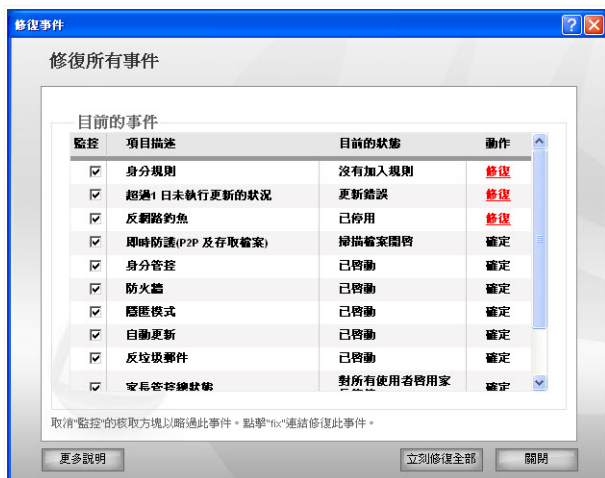 修復事件
修復所有事件
目前的事件
監控 項目描述 目前的狀態 動作
身分規則 沒有加入規則 修復
超過1 日未執行更新的狀況 更新錯誤 修復
反網路釣魚 已停用 修復
即時防護(P2P 及存取檔案) 掃描檔案開啓 確定
身分管控 已啓動 確定
防火牆 已啓動 確定
隱匿模式 已啓動 確定
自動更新 已啓動 確定
反垃圾郵件 已啓動 確定
家長管控總狀態 對所有使用者啓用家 確定
取消"監控"的核取方塊以略過此事件。點擊"fix"連結修復此事件。
更多說明 立刻修復全部 關閉